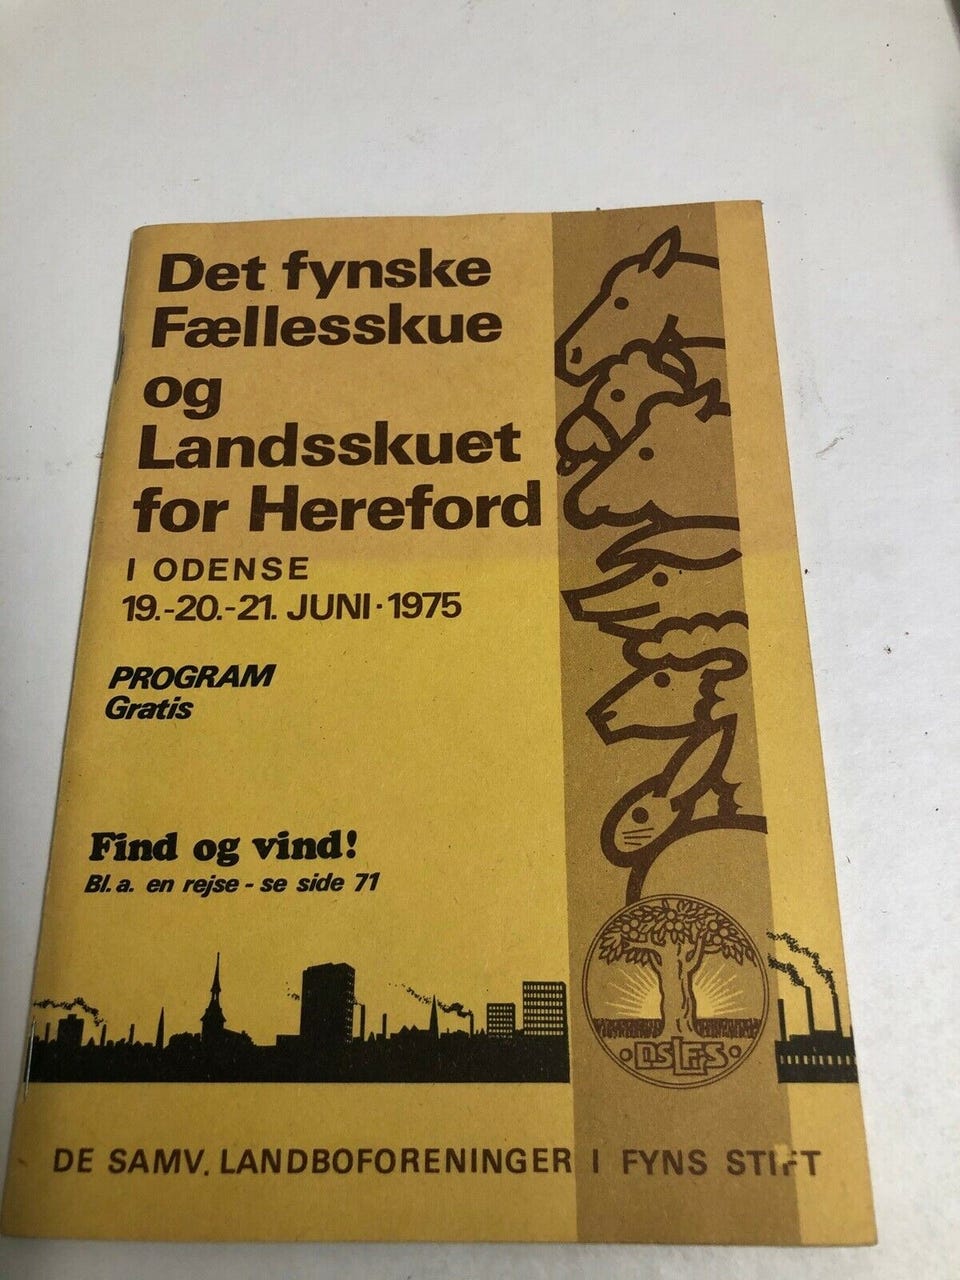 Det fynske
Fællesskue
og
Landsskuet
for Hereford
I ODENSE
19.-20.-21. JUNI · 1975
PROGRAM
Gratis
Find og vind!
Bl. a. en rejse - se side 71
DSLFFS
DE SAMV. LANDBOFORENINGER I FYNS STIFT